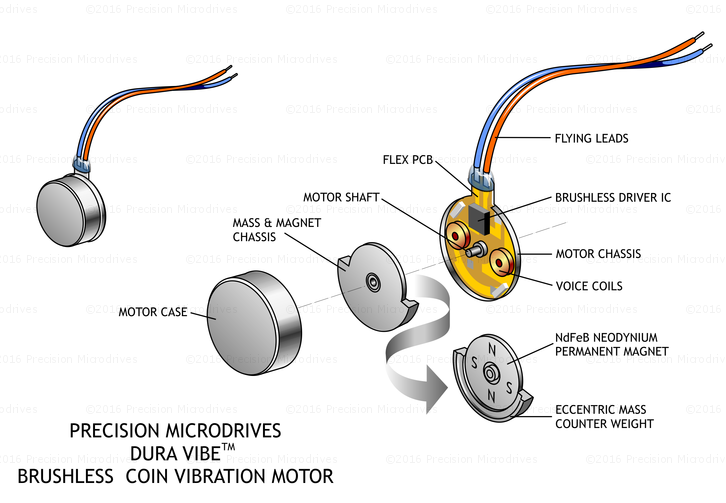 ©2016 Precision Microdrives
FLYING LEADS
FLEX PCB
BRUSHLESS DRIVER IC
MOTOR SHAFT
MASS & MAGNET
CHASSIS
MOTOR CHASSIS
VOICE COILS
MOTOR CASE
NdFeB NEODYNIUM
PERMANENT MAGNET
N
S
S
N
ECCENTRIC MASS
COUNTER WEIGHT
PRECISION MICRODRIVES
DURA VIBE™
BRUSHLESS COIN VIBRATION MOTOR